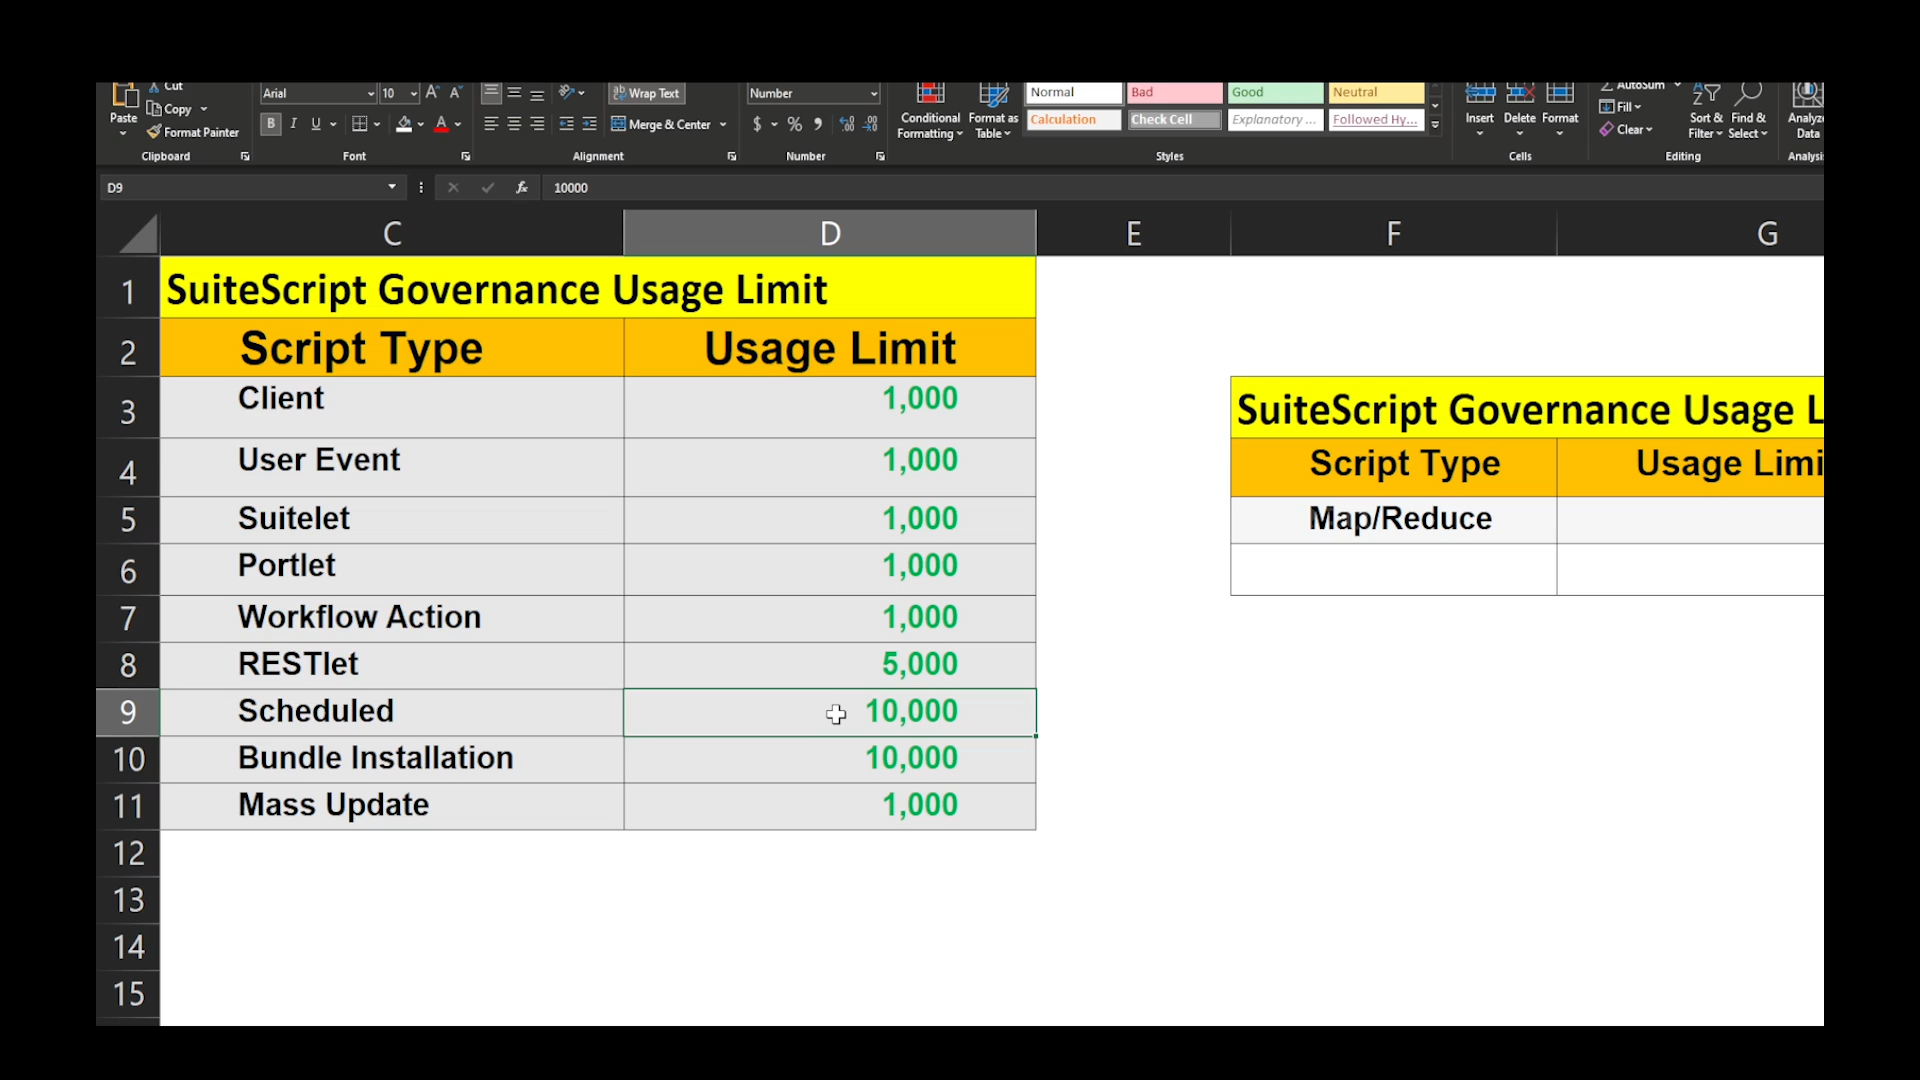 Cut
Copy
Paste
Format Painter
Clipboard
Arial
10
B I U
Font
Wrap Text
Merge & Center
Alignment
Number
$ % ,
Number
Conditional
Formatting
Format as
Table
Normal Bad Good Neutral
Calculation Check Cell Explanatory ... Followed Hy...
Styles
Insert Delete Format
Cells
AutoSum
Fill
Clear
Sort &
Filter
Find &
Select
Editing
Analyze
Data
Analysis
D9
fx
10000
C D E F G
1 SuiteScript Governance Usage Limit
2 Script Type Usage Limit
3 Client 1,000
SuiteScript Governance Usage L
4 User Event 1,000
Script Type Usage Limi
5 Suitelet 1,000
Map/Reduce
6 Portlet 1,000
7 Workflow Action 1,000
8 RESTlet 5,000
9 Scheduled 10,000
10 Bundle Installation 10,000
11 Mass Update 1,000
12
13
14
15